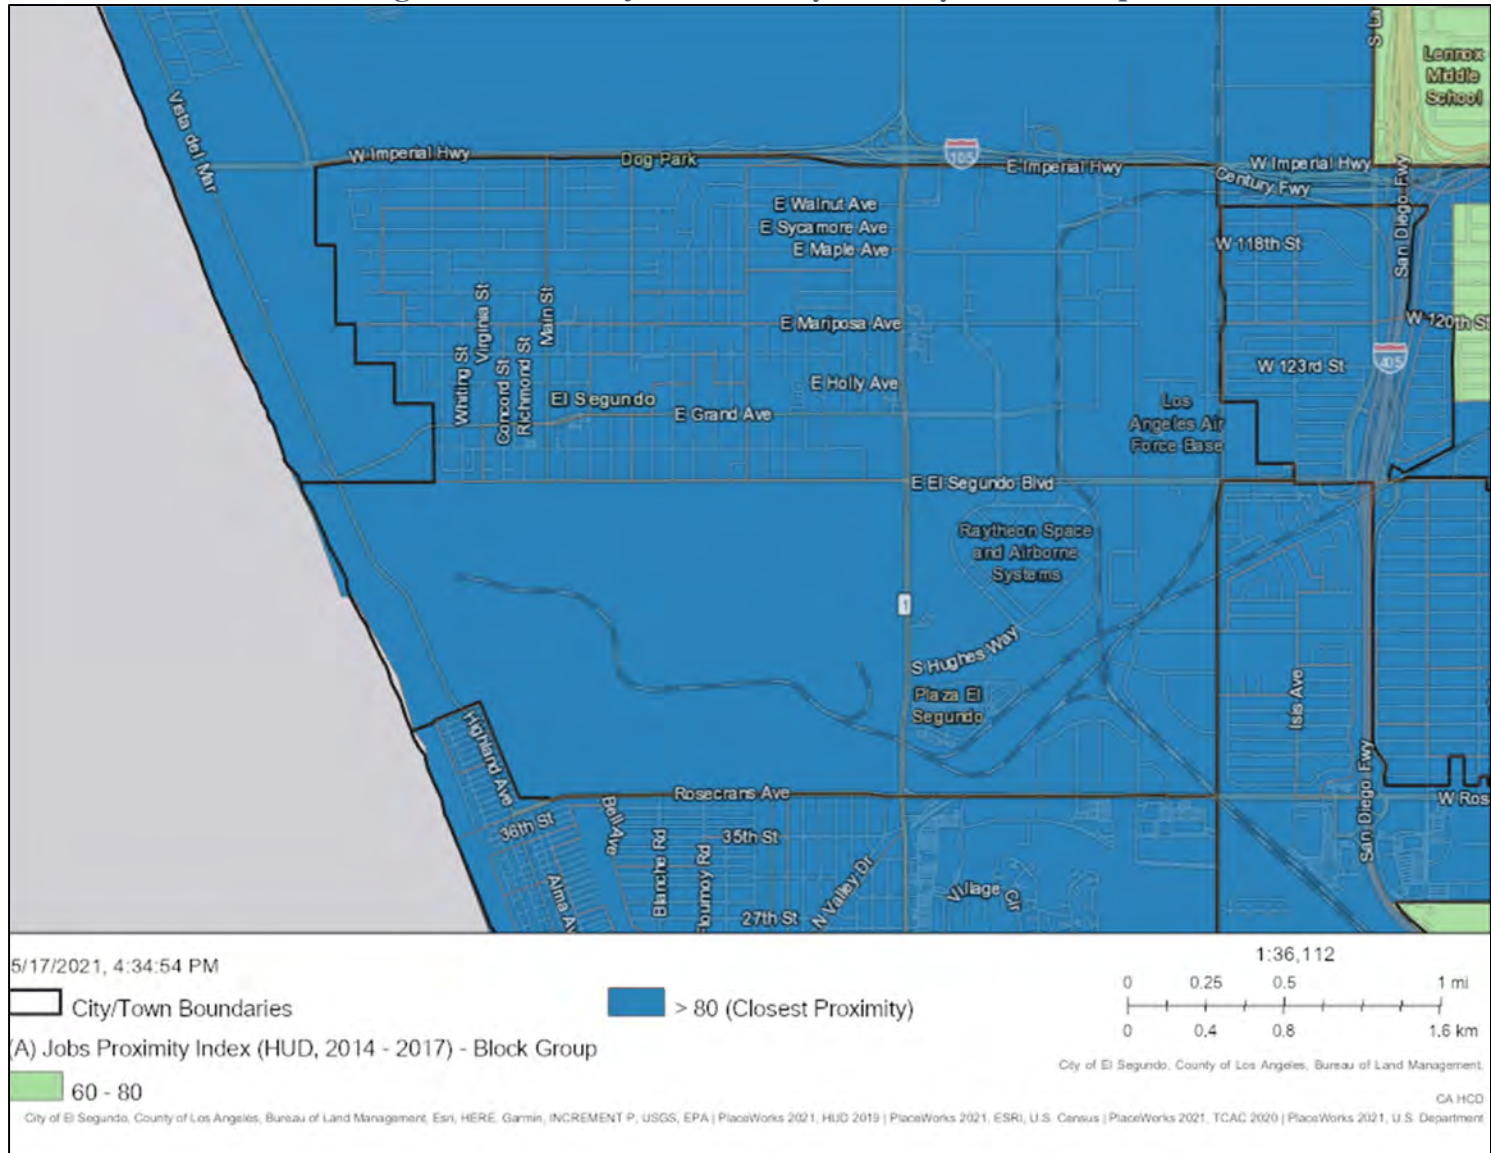 S La
Lennox
Middle
School
Vista del Mar
W Imperial Hwy
Dog Park
105
E Imperial Hwy
W Imperial Hwy
Century Fwy
San Diego Fwy
E Walnut Ave
E Sycamore Ave
E Maple Ave
W 118th St
E Mariposa Ave
W 120th St
Whiting St
Virginia St
Concord St
Richmond St
Main St
W 123rd St
405
E Holly Ave
El Segundo
E Grand Ave
Los
Angeles Air
Force Base
E El Segundo Blvd
Raytheon Space
and Airborne
Systems
1
S Hughes Way
Plaza El
Segundo
Isis Ave
Highland Ave
San Diego Fwy
Rosecrans Ave
W Ros
36th St
Bell Ave
Blanche Rd
Flournoy Rd
35th St
N Valley Dr
Village Cir
Alma Av
27th St
5/17/2021, 4:34:54 PM
City/Town Boundaries
(A) Jobs Proximity Index (HUD, 2014 - 2017) - Block Group
60 - 80
> 80 (Closest Proximity)
1:36,112
0 0.25 0.5 1 mi
0 0.4 0.8 1.6 km
City of El Segundo, County of Los Angeles, Bureau of Land Management,
CA HCD
City of El Segundo, County of Los Angeles, Bureau of Land Management, Esri, HERE, Garmin, INCREMENT P, USGS, EPA | PlaceWorks 2021, HUD 2019 | PlaceWorks 2021, ESRI, U.S. Census | PlaceWorks 2021, TCAC 2020 | PlaceWorks 2021, U.S. Department